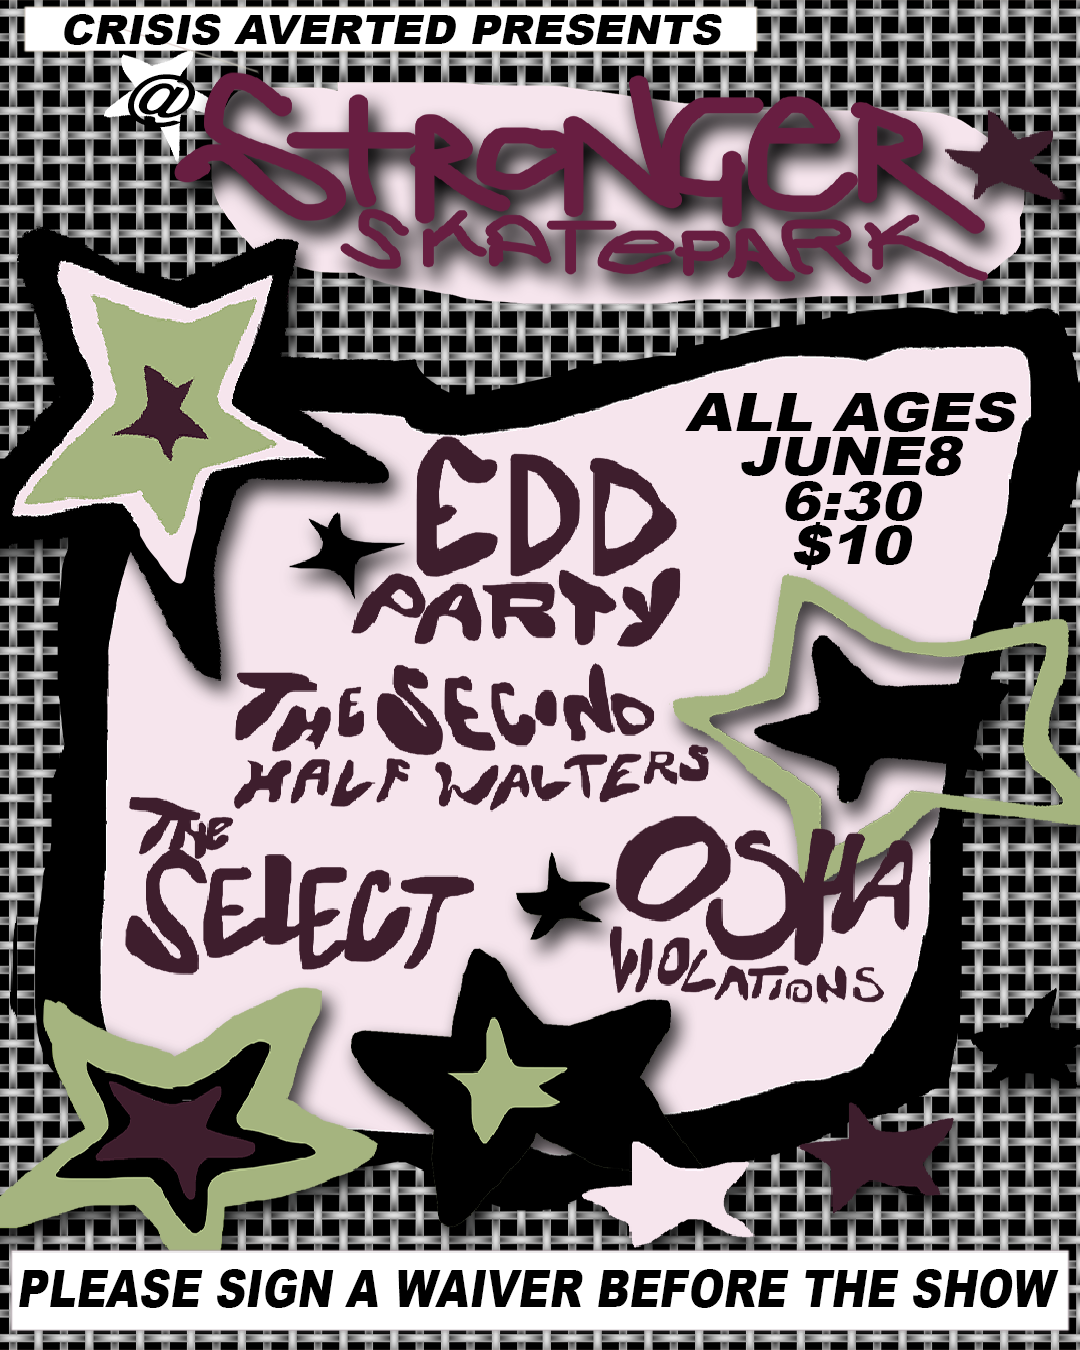 CRISIS AVERTED PRESENTS
@ STRONGER
SKATEPARK
ALL AGES
JUNE8
6:30
$10
EDD
PARTY
THE SECOND
HALF WALTERS
THE
SELECT
OSHA
VIOLATIONS
PLEASE SIGN A WAIVER BEFORE THE SHOW